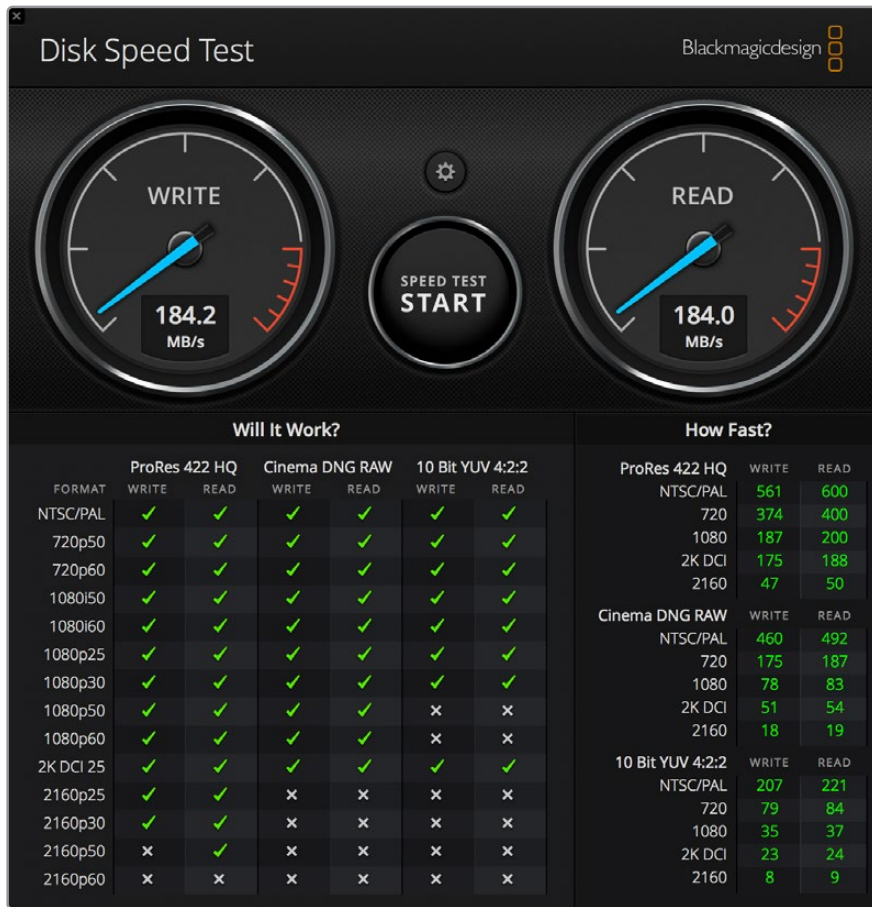 Disk Speed Test
Blackmagicdesign
WRITE
184.2
MB/s
SPEED TEST
START
READ
184.0
MB/s
Will It Work?
ProRes 422 HQ Cinema DNG RAW 10 Bit YUV 4:2:2
FORMAT WRITE READ WRITE READ WRITE READ
NTSC/PAL
720p50
720p60
1080i50
1080i60
1080p25
1080p30
1080p50
1080p60
2K DCI 25
2160p25
2160p30
2160p50
2160p60
How Fast?
ProRes 422 HQ WRITE READ
NTSC/PAL 561 600
720 374 400
1080 187 200
2K DCI 175 188
2160 47 50
Cinema DNG RAW WRITE READ
NTSC/PAL 460 492
720 175 187
1080 78 83
2K DCI 51 54
2160 18 19
10 Bit YUV 4:2:2 WRITE READ
NTSC/PAL 207 221
720 79 84
1080 35 37
2K DCI 23 24
2160 8 9